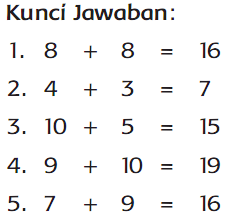 Kunci Jawaban:
1. 8 + 8 = 16
2. 4 + 3 = 7
3. 10 + 5 = 15
4. 9 + 10 = 19
5. 7 + 9 = 16